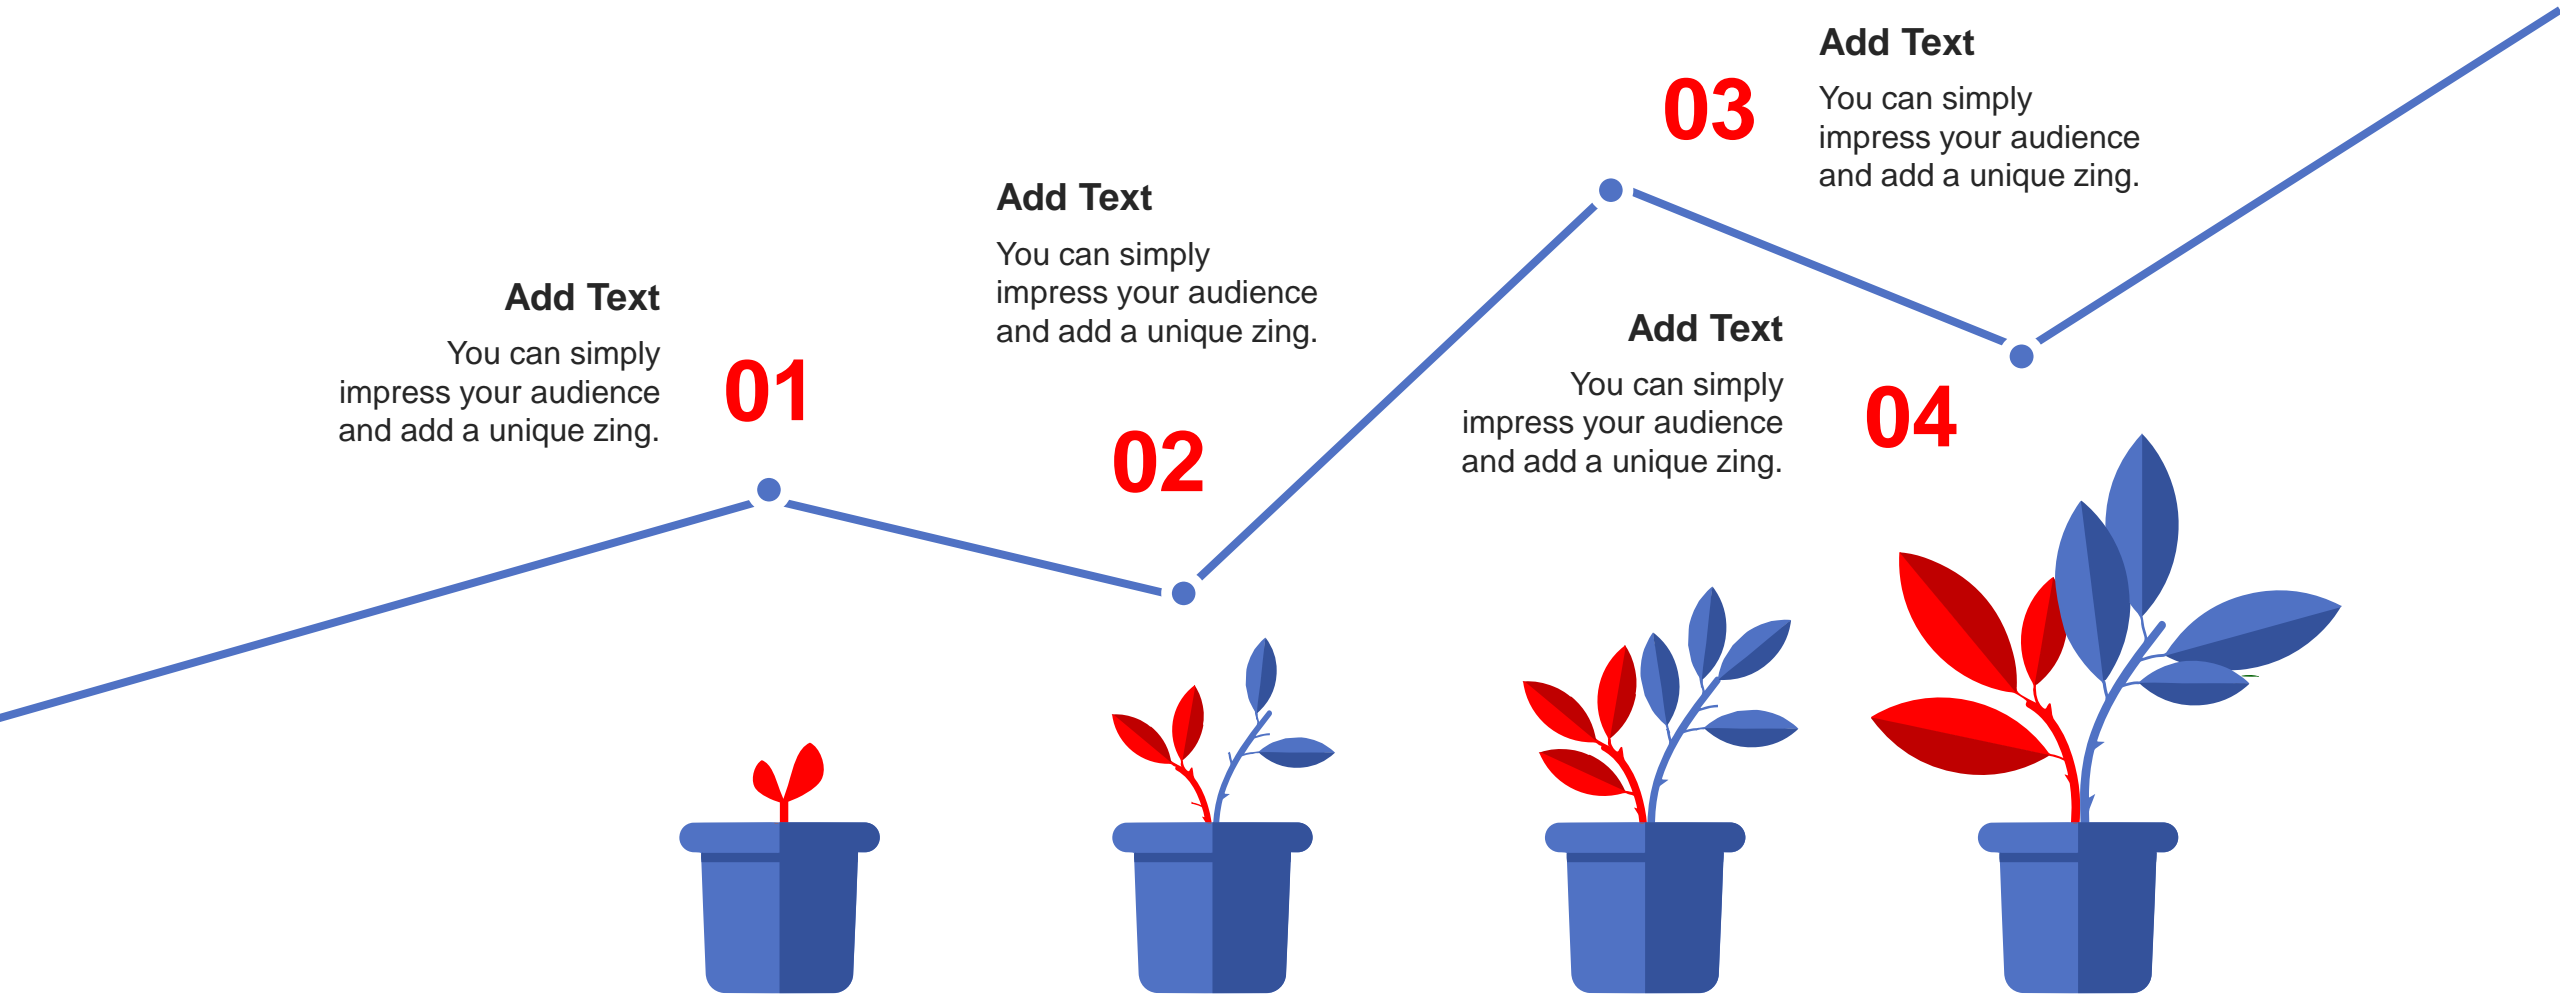 Add Text
You can simply
impress your audience
and add a unique zing.
01
Add Text
You can simply
impress your audience
and add a unique zing.
02
03
Add Text
You can simply
impress your audience
and add a unique zing.
Add Text
You can simply
impress your audience
and add a unique zing.
04